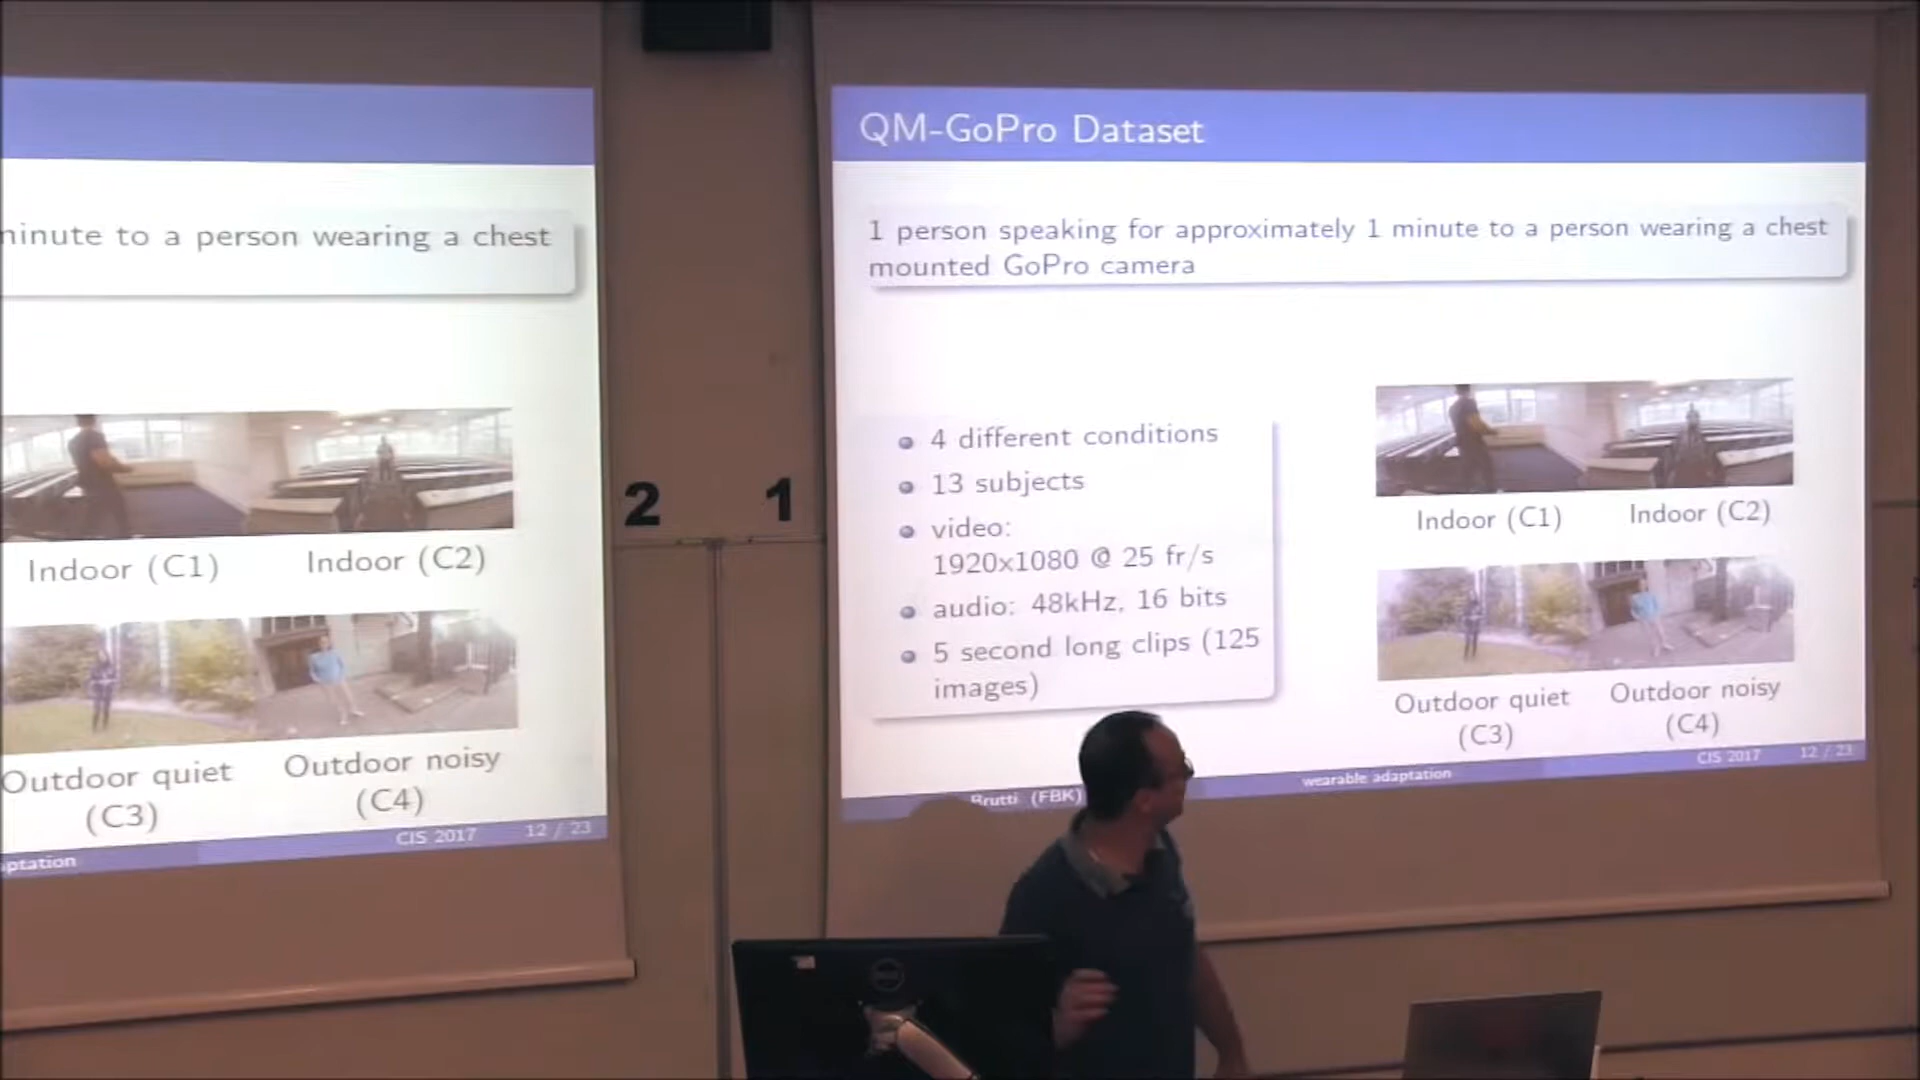 minute to a person wearing a chest
Indoor (C1)
Indoor (C2)
Outdoor quiet
(C3)
Outdoor noisy
(C4)
CIS 2017
12 / 23
2
1
QM-GoPro Dataset
1 person speaking for approximately 1 minute to a person wearing a chest
mounted GoPro camera
4 different conditions
13 subjects
video:
1920x1080 @ 25 fr/s
audio: 48kHz, 16 bits
5 second long clips (125
images)
Indoor (C1)
Indoor (C2)
Outdoor quiet
(C3)
Outdoor noisy
(C4)
Brutti (FBK)
wearable adaptation
CIS 2017
12 / 23